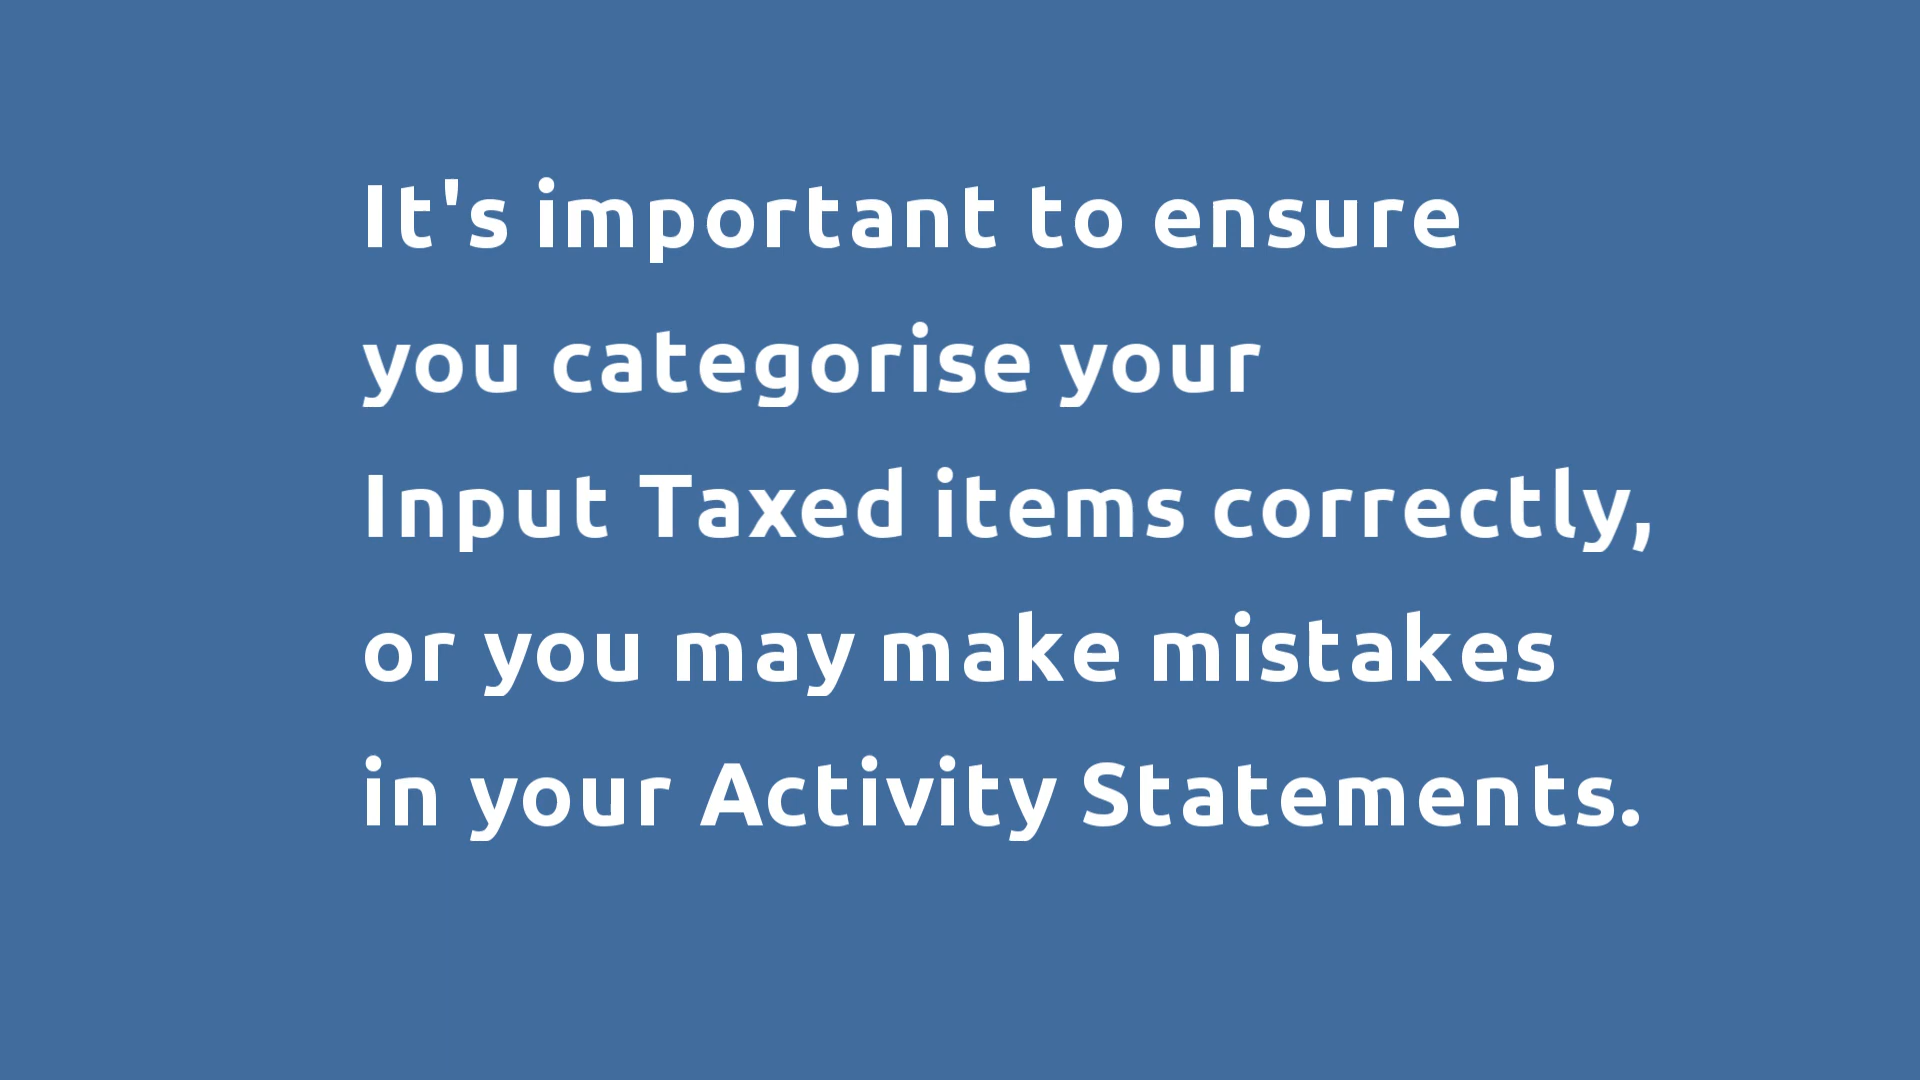 It's important to ensure
you categorise your
Input Taxed items correctly,
or you may make mistakes
in your Activity Statements.